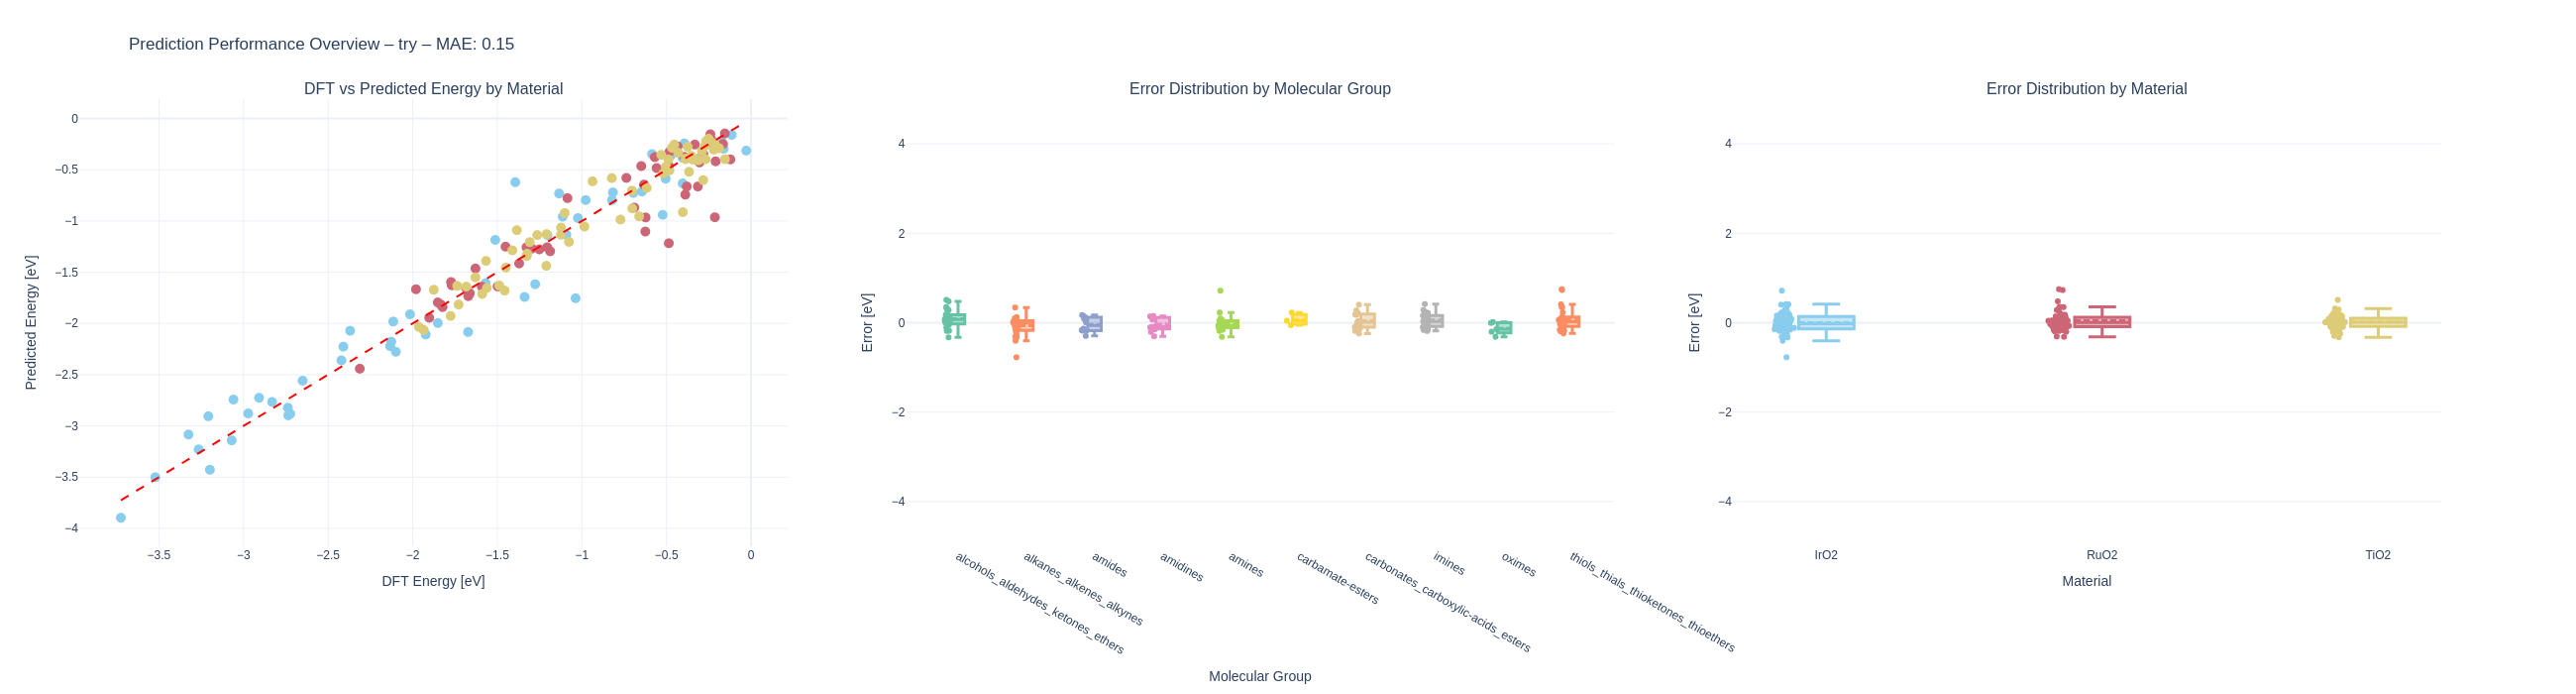 Prediction Performance Overview – try – MAE: 0.15
DFT vs Predicted Energy by Material
Error Distribution by Molecular Group
Error Distribution by Material
Predicted Energy [eV]
0
−0.5
−1
−1.5
−2
−2.5
−3
−3.5
−4
−3.5
−3
−2.5
−2
−1.5
−1
−0.5
0
DFT Energy [eV]
Error [eV]
4
2
0
−2
−4
alcohols_aldehydes_ketones_ethers
alkanes_alkenes_alkynes
amides
amidines
amines
carbamate-esters
carbonates_carboxylic-acids_esters
imines
oximes
thiols_thials_thioketones_thioethers
Molecular Group
Error [eV]
4
2
0
−2
−4
IrO2
RuO2
TiO2
Material